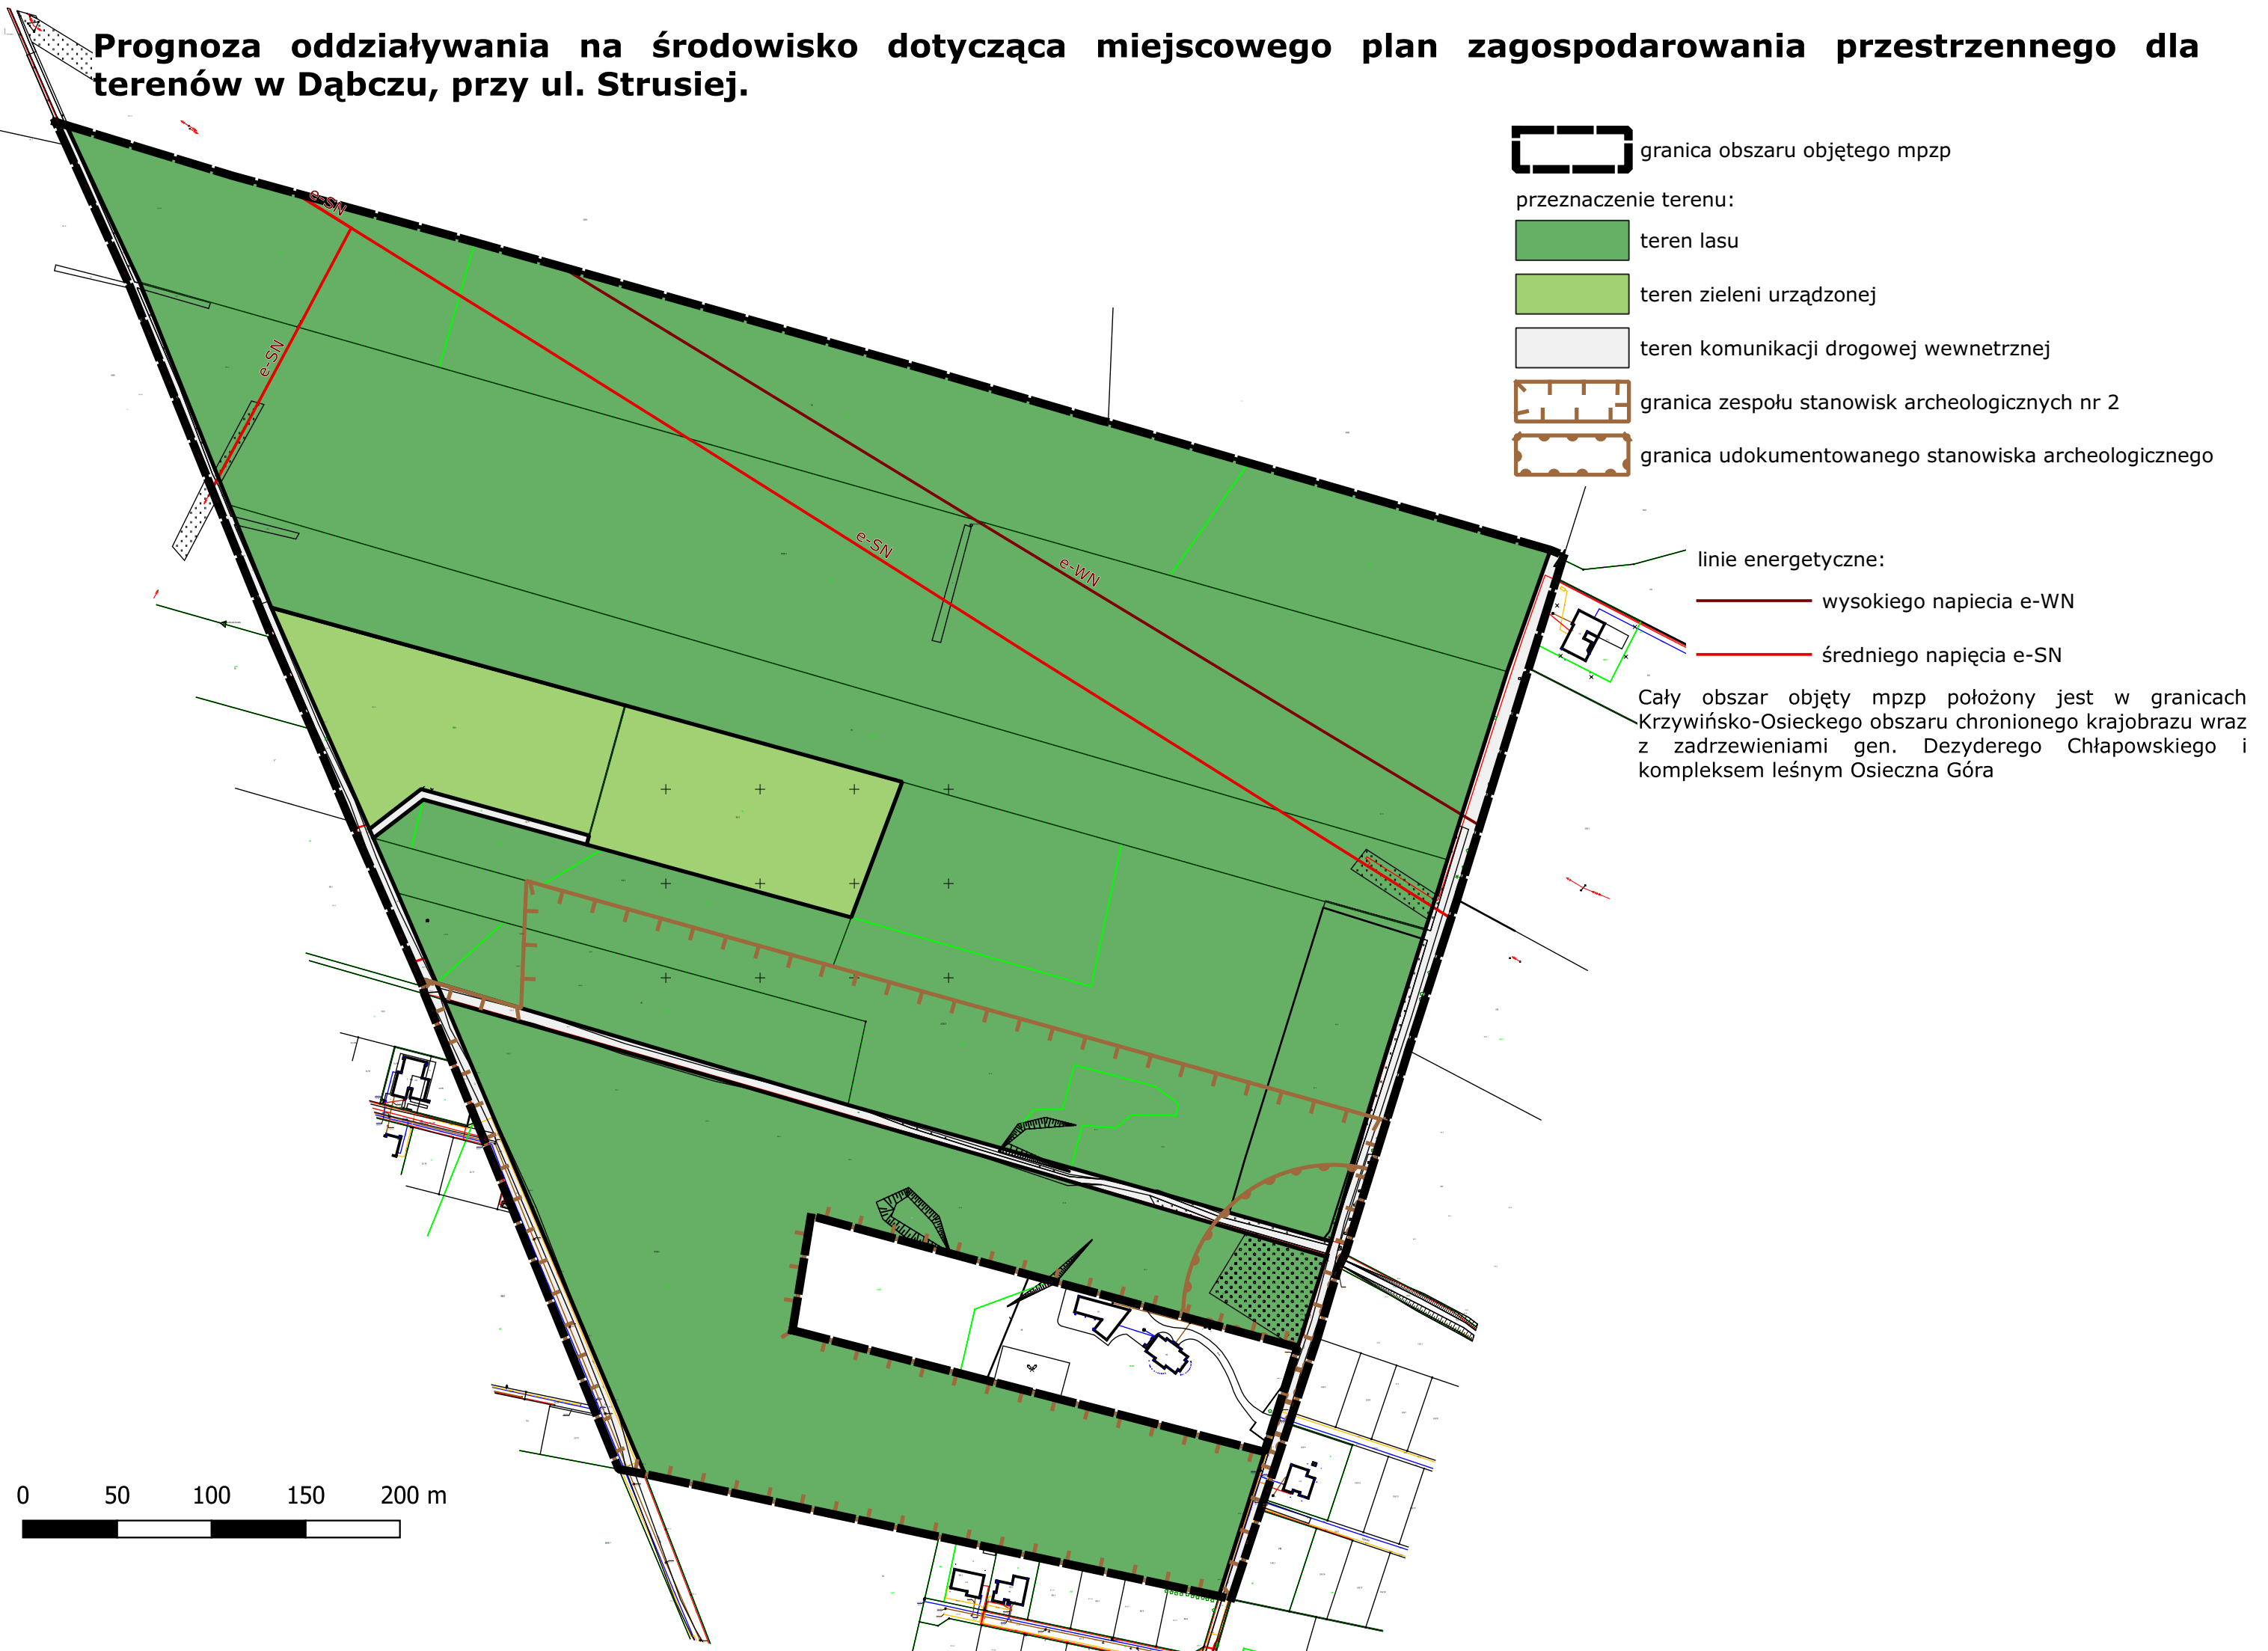 Prognoza oddziaływania na środowisko dotycząca miejscowego plan zagospodarowania przestrzennego dla
terenów w Dąbczu, przy ul. Strusiej.
granica obszaru objętego mpzp
przeznaczenie terenu:
teren lasu
teren zieleni urządzonej
teren komunikacji drogowej wewnetrznej
granica zespołu stanowisk archeologicznych nr 2
granica udokumentowanego stanowiska archeologicznego
linie energetyczne:
wysokiego napiecia e-WN
średniego napięcia e-SN
Cały obszar objęty mpzp położony jest w granicach
Krzywińsko-Osieckego obszaru chronionego krajobrazu wraz
z zadrzewieniami gen. Dezyderego Chłapowskiego i
kompleksem leśnym Osieczna Góra
e-SN
e-SN
e-SN
e-WN
0 50 100 150 200 m